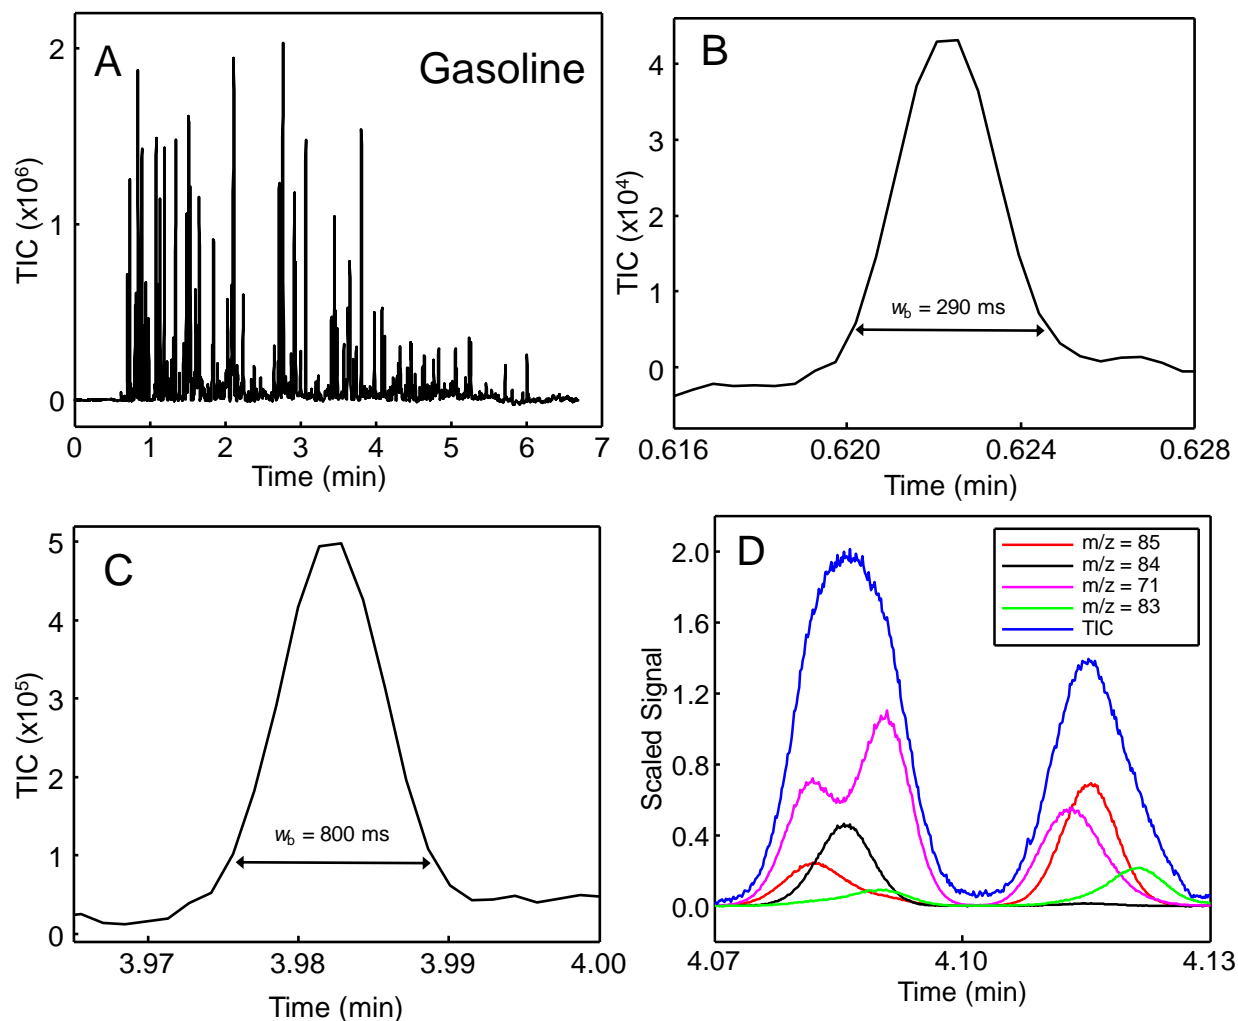 A
Gasoline
TIC (x10⁶)
2
1
0
0 1 2 3 4 5 6 7
Time (min)
B
TIC (x10⁴)
4
3
2
1
0
w_b = 290 ms
0.616 0.620 0.624 0.628
Time (min)
C
TIC (x10⁵)
5
4
3
2
1
0
w_b = 800 ms
3.97 3.98 3.99 4.00
Time (min)
D
m/z = 85
m/z = 84
m/z = 71
m/z = 83
TIC
Scaled Signal
2.0
1.6
1.2
0.8
0.4
0.0
4.07 4.10 4.13
Time (min)